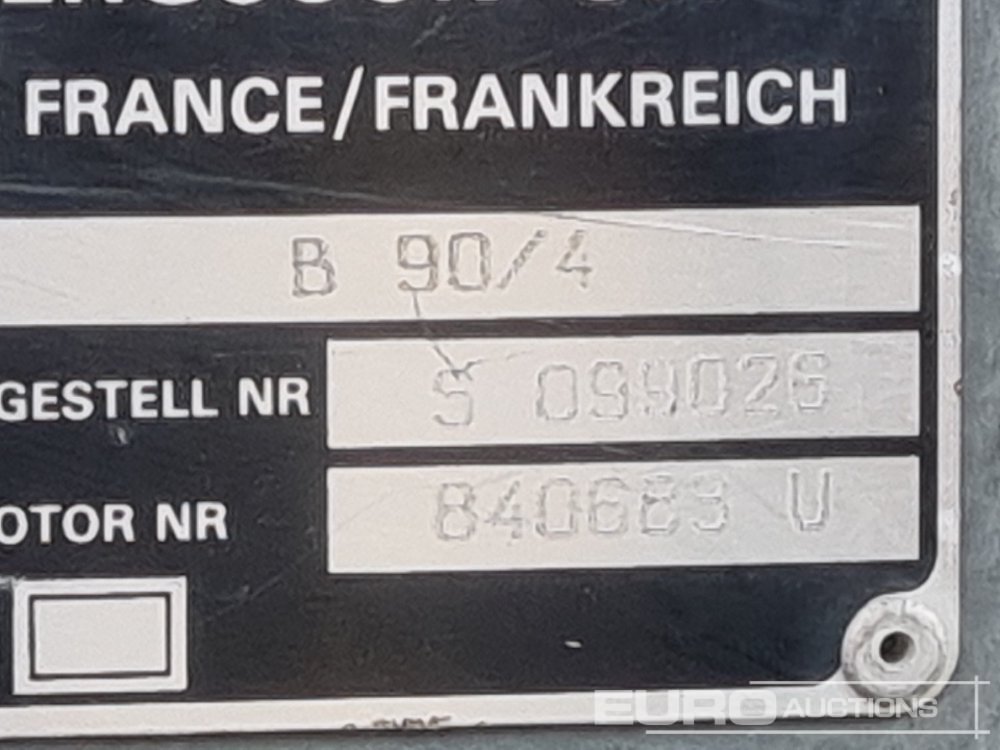 FRANCE/FRANKREICH
B 90/4
GESTELL NR S 099026
OTOR NR 840683 U
EURO AUCTIONS